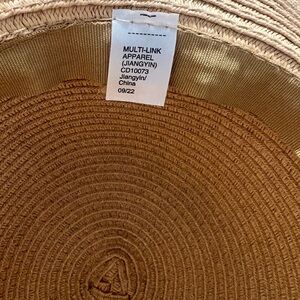 MULTI-LINK
APPAREL
(JIANGYIN)
CD10073
Jiangyin/
China
09/22